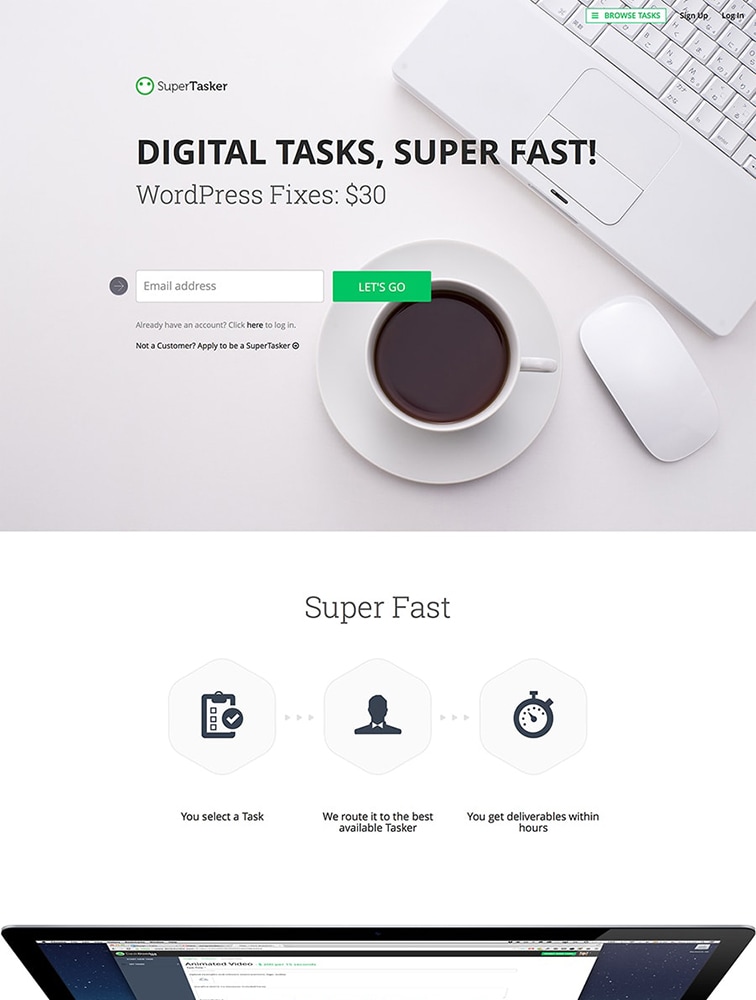 BROWSE TASKS Sign Up Log In
SuperTasker
DIGITAL TASKS, SUPER FAST!
WordPress Fixes: $30
Email address LET'S GO
Already have an account? Click here to log in.
Not a Customer? Apply to be a SuperTasker
Super Fast
You select a Task
We route it to the best
available Tasker
You get deliverables within
hours
Animated Video